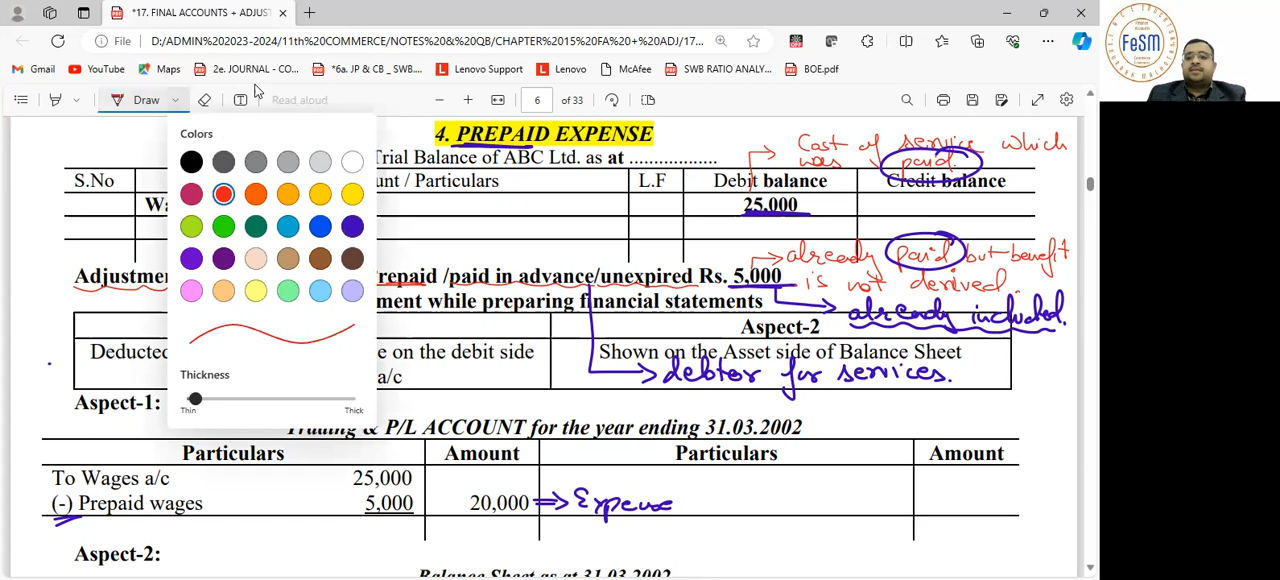 *17. FINAL ACCOUNTS + ADJUST
File D:/ADMIN%202023-2024/11th%20COMMERCE/NOTES%20&%20QB/CHAPTER%2015%20FA%20+%20ADJ/17...
Gmail YouTube Maps 2e. JOURNAL - CO... *6a. JP & CB _ SWB.... Lenovo Support Lenovo McAfee SWB RATIO ANALY... BOE.pdf
Draw Read aloud 6 of 33
Colors
Thickness
Thin Thick
4. PREPAID EXPENSE
Cost of service which was paid.
Trial Balance of ABC Ltd. as at ..................
S.No unt / Particulars L.F Debit balance Credit balance
Wa 25,000
already paid but benefit is not derived.
Adjustmen repaid /paid in advance/unexpired Rs. 5,000
already included.
ment while preparing financial statements
Aspect-2
Deducted e on the debit side Shown on the Asset side of Balance Sheet
a/c
debtor for services.
Aspect-1:
Trading & P/L ACCOUNT for the year ending 31.03.2002
Particulars Amount Particulars Amount
To Wages a/c 25,000
(-) Prepaid wages 5,000 20,000 Expense
Aspect-2:
Balance Sheet as at 31.03.2002
FeSM